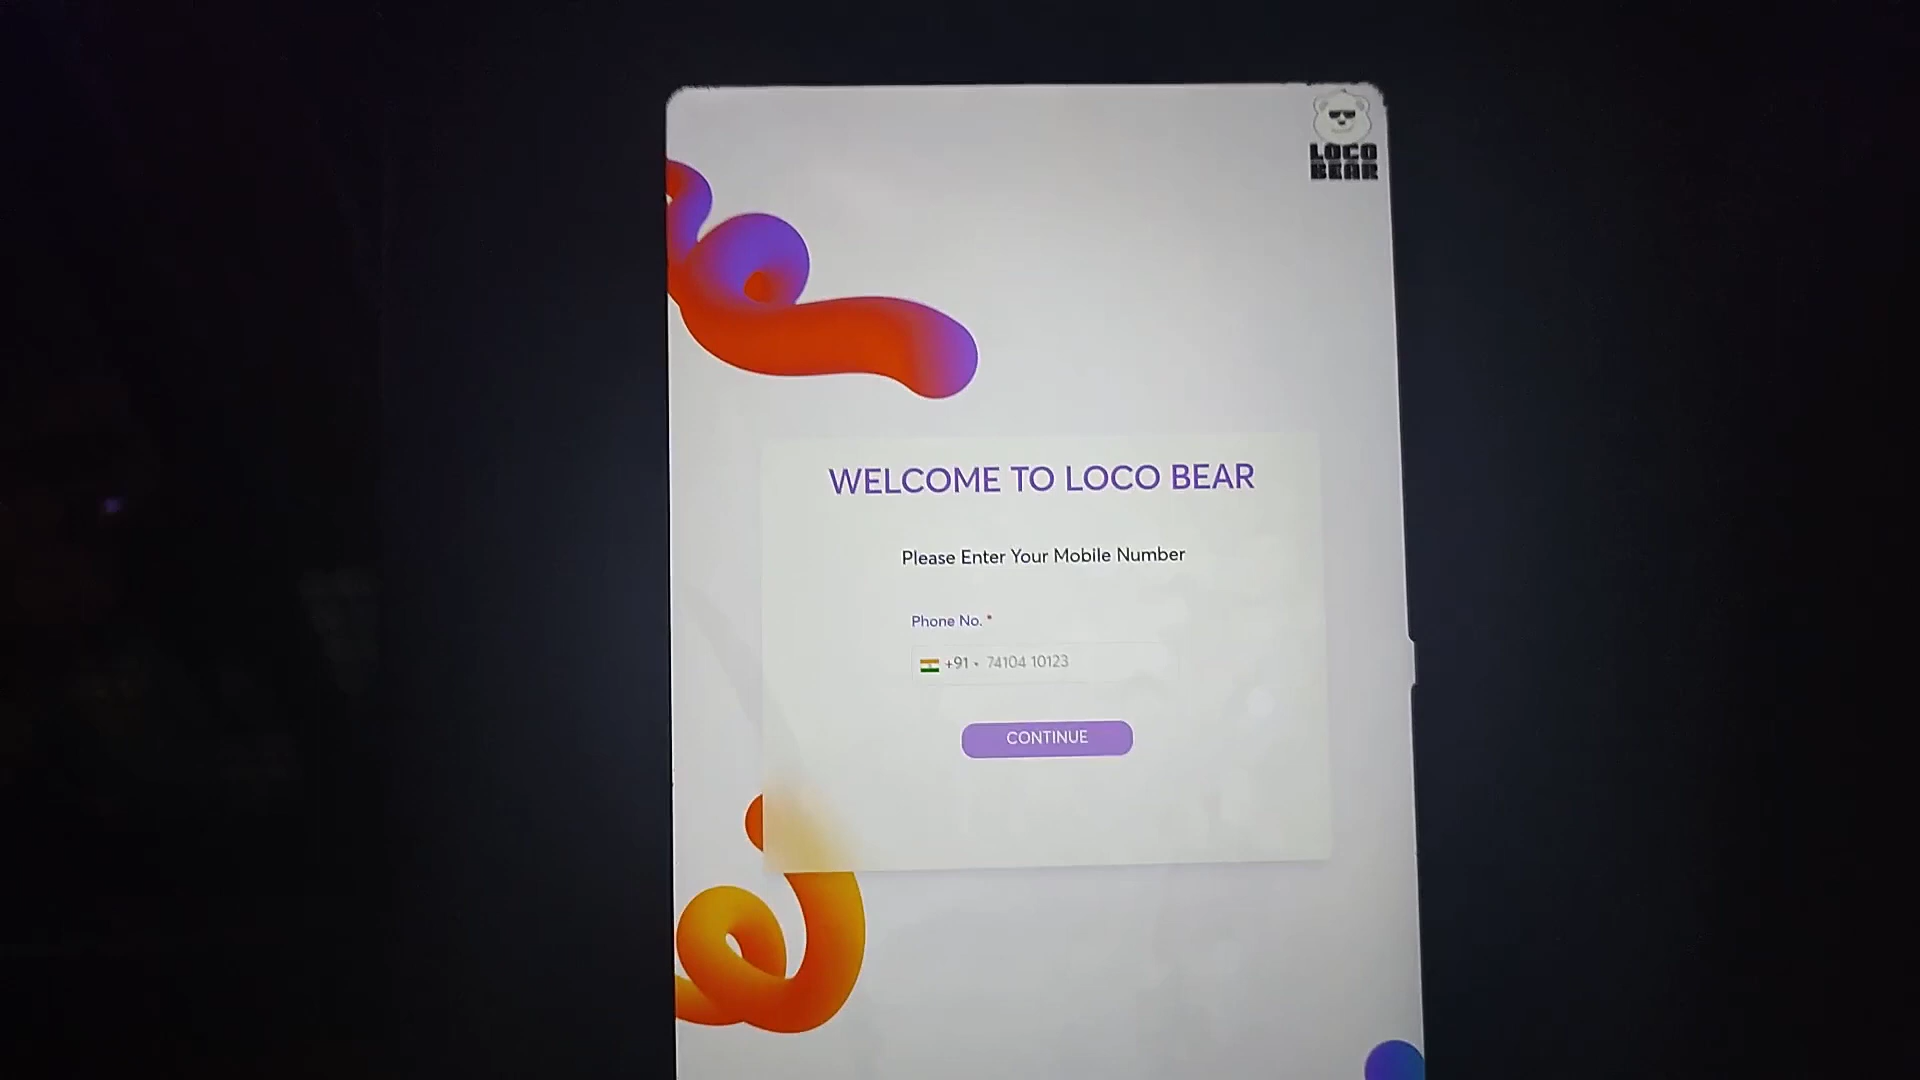 LOCO
BEAR
WELCOME TO LOCO BEAR
Please Enter Your Mobile Number
Phone No. *
+91 74104 10123
CONTINUE